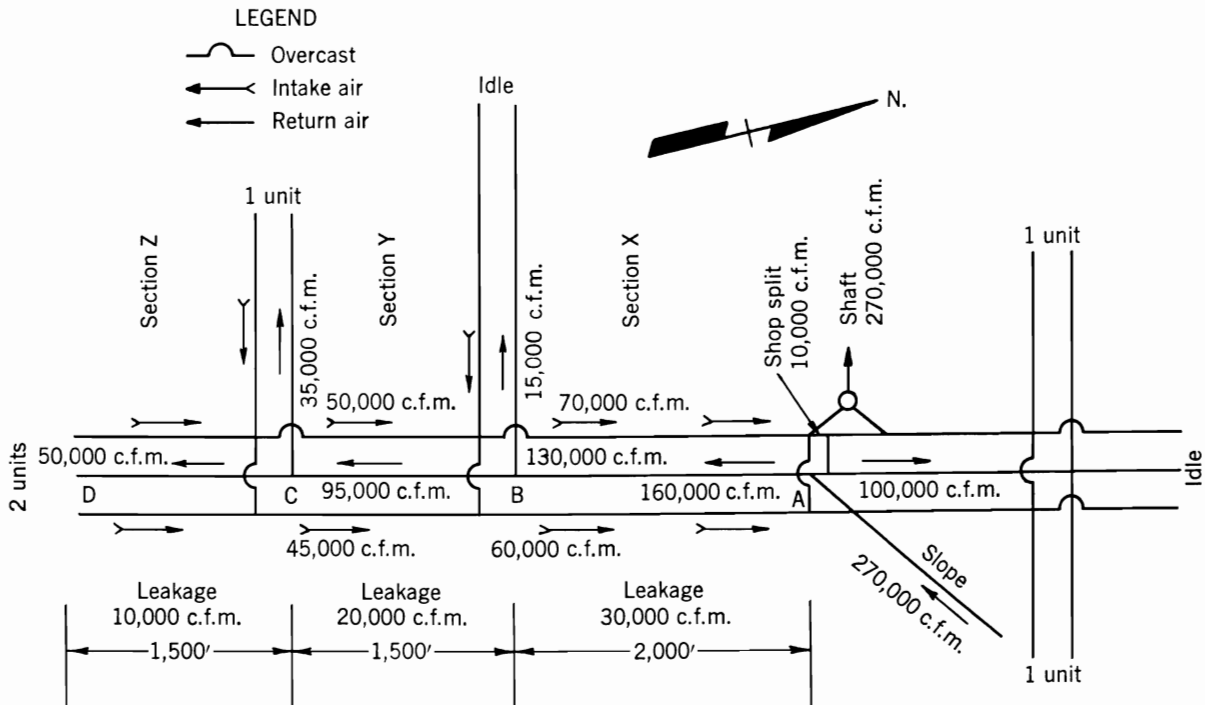 LEGEND
Overcast
Intake air
Return air
Idle
N.
1 unit
Section Z
Section Y
Section X
Shop split
10,000 c.f.m.
Shaft
270,000 c.f.m.
1 unit
35,000 c.f.m.
15,000 c.f.m.
50,000 c.f.m.
70,000 c.f.m.
2 units
50,000 c.f.m.
130,000 c.f.m.
Idle
D
C
95,000 c.f.m.
B
160,000 c.f.m.
A
100,000 c.f.m.
45,000 c.f.m.
60,000 c.f.m.
Slope
270,000 c.f.m.
Leakage
10,000 c.f.m.
Leakage
20,000 c.f.m.
Leakage
30,000 c.f.m.
1,500′
1,500′
2,000′
1 unit